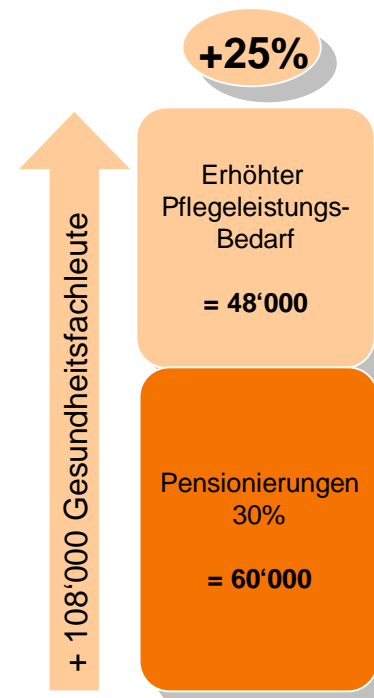 +25%
Erhöhter
Pflegeleistungs-
Bedarf
= 48‘000
Pensionierungen
30%
= 60‘000
+ 108‘000 Gesundheitsfachleute